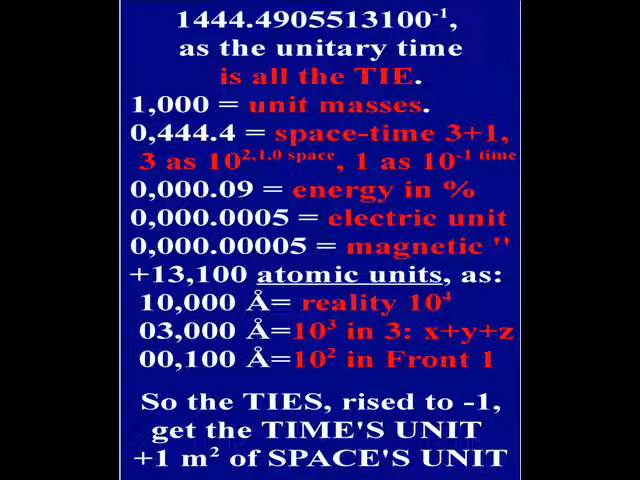 1444.4905513100⁻¹,
as the unitary time
is all the TIE.
1,000 = unit masses.
0,444.4 = space-time 3+1,
3 as 10²,¹,⁰ ˢᵖᵃᶜᵉ, 1 as 10⁻¹ ᵗⁱᵐᵉ
0,000.09 = energy in %
0,000.0005 = electric unit
0,000.00005 = magnetic "
+13,100 atomic units, as:
10,000 Å= reality 10⁴
03,000 Å=10³ in 3: x+y+z
00,100 Å=10² in Front 1
So the TIES, rised to -1,
get the TIME'S UNIT
+1 m² of SPACE'S UNIT